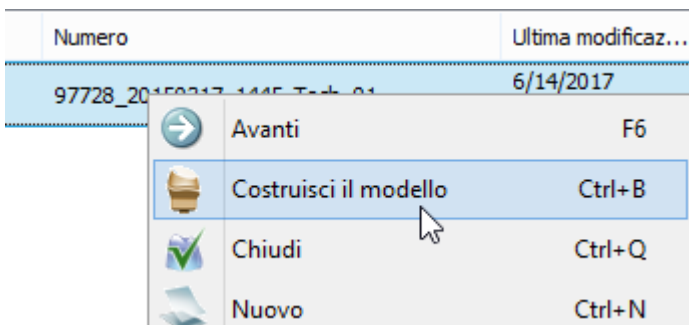 Numero Ultima modificaz...
6/14/2017
Avanti F6
Costruisci il modello Ctrl+B
Chiudi Ctrl+Q
Nuovo Ctrl+N